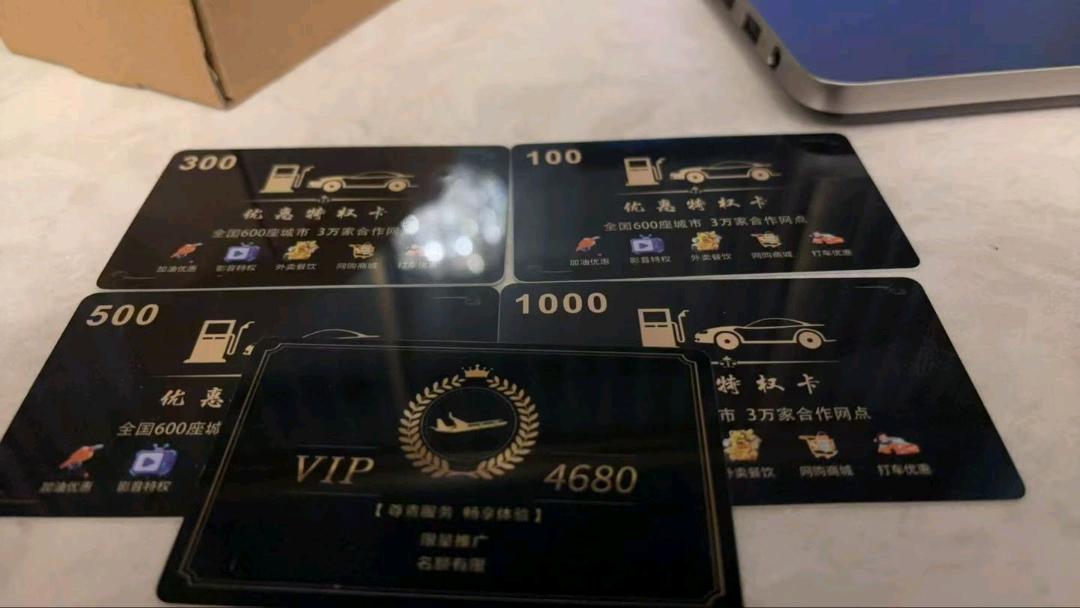 300
优惠特权卡
全国600座城市 3万家合作网
加油优惠 影音特权 外卖餐饮 网购商城 打车优惠
100
优惠特权卡
全国600座城市 3万家合作网点
加油优惠 影音特权 外卖餐饮 网购商城 打车优惠
500
优惠
全国600座城
加油优惠 影音特权
1000
特权卡
市 3万家合作网点
外卖餐饮 网购商城 打车优惠
VIP 4680
【尊贵服务 畅享体验】
限量推广
名额有限